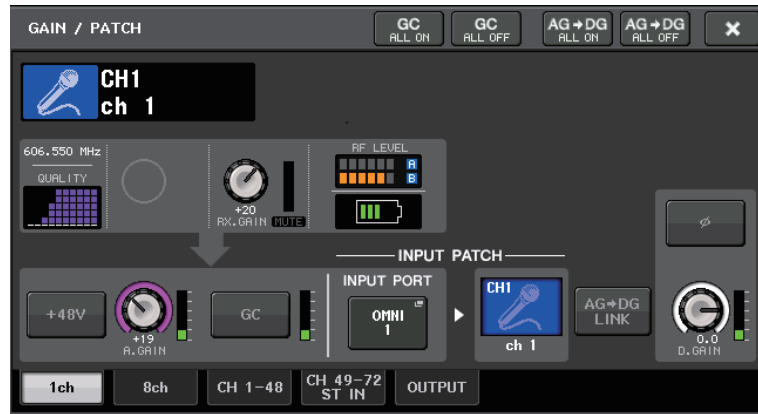 GAIN / PATCH
GC
ALL ON
GC
ALL OFF
AG→DG
ALL ON
AG→DG
ALL OFF
CH1
ch 1
606.550 MHz
QUALITY
+20
RX.GAIN MUTE
RF LEVEL
A
B
INPUT PATCH
+48V
+19
A.GAIN
GC
INPUT PORT
OMNI
1
CH1
ch 1
AG→DG
LINK
ø
0.0
D.GAIN
1ch
8ch
CH 1-48
CH 49-72
ST IN
OUTPUT